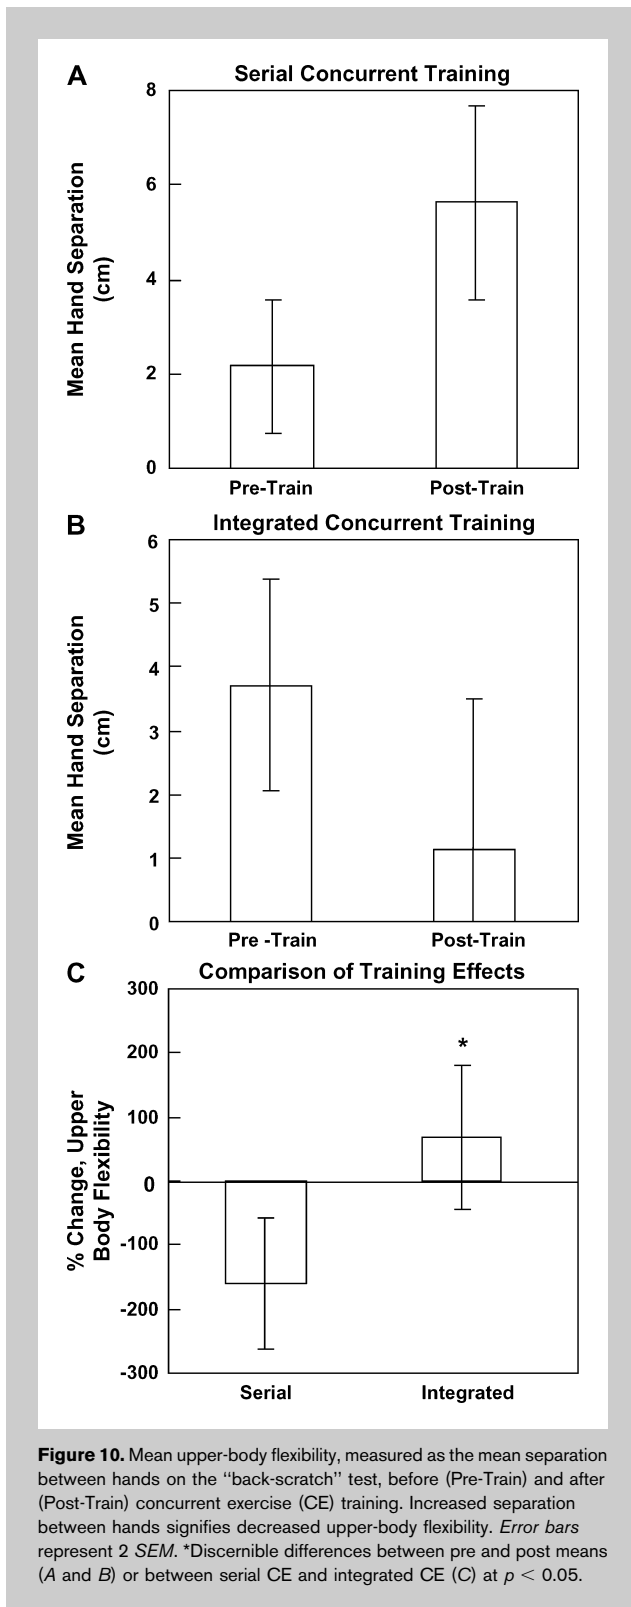 A Serial Concurrent Training
8
6
4
2
0
Mean Hand Separation
(cm)
Pre-Train Post-Train
B Integrated Concurrent Training
6
5
4
3
2
1
0
Mean Hand Separation
(cm)
Pre -Train Post-Train
C Comparison of Training Effects
300
200
100
0
-100
-200
-300
% Change, Upper
Body Flexibility
*
Serial Integrated
Figure 10. Mean upper-body flexibility, measured as the mean separation
between hands on the ‘‘back-scratch’’ test, before (Pre-Train) and after
(Post-Train) concurrent exercise (CE) training. Increased separation
between hands signifies decreased upper-body flexibility. Error bars
represent 2 SEM. *Discernible differences between pre and post means
(A and B) or between serial CE and integrated CE (C) at p < 0.05.